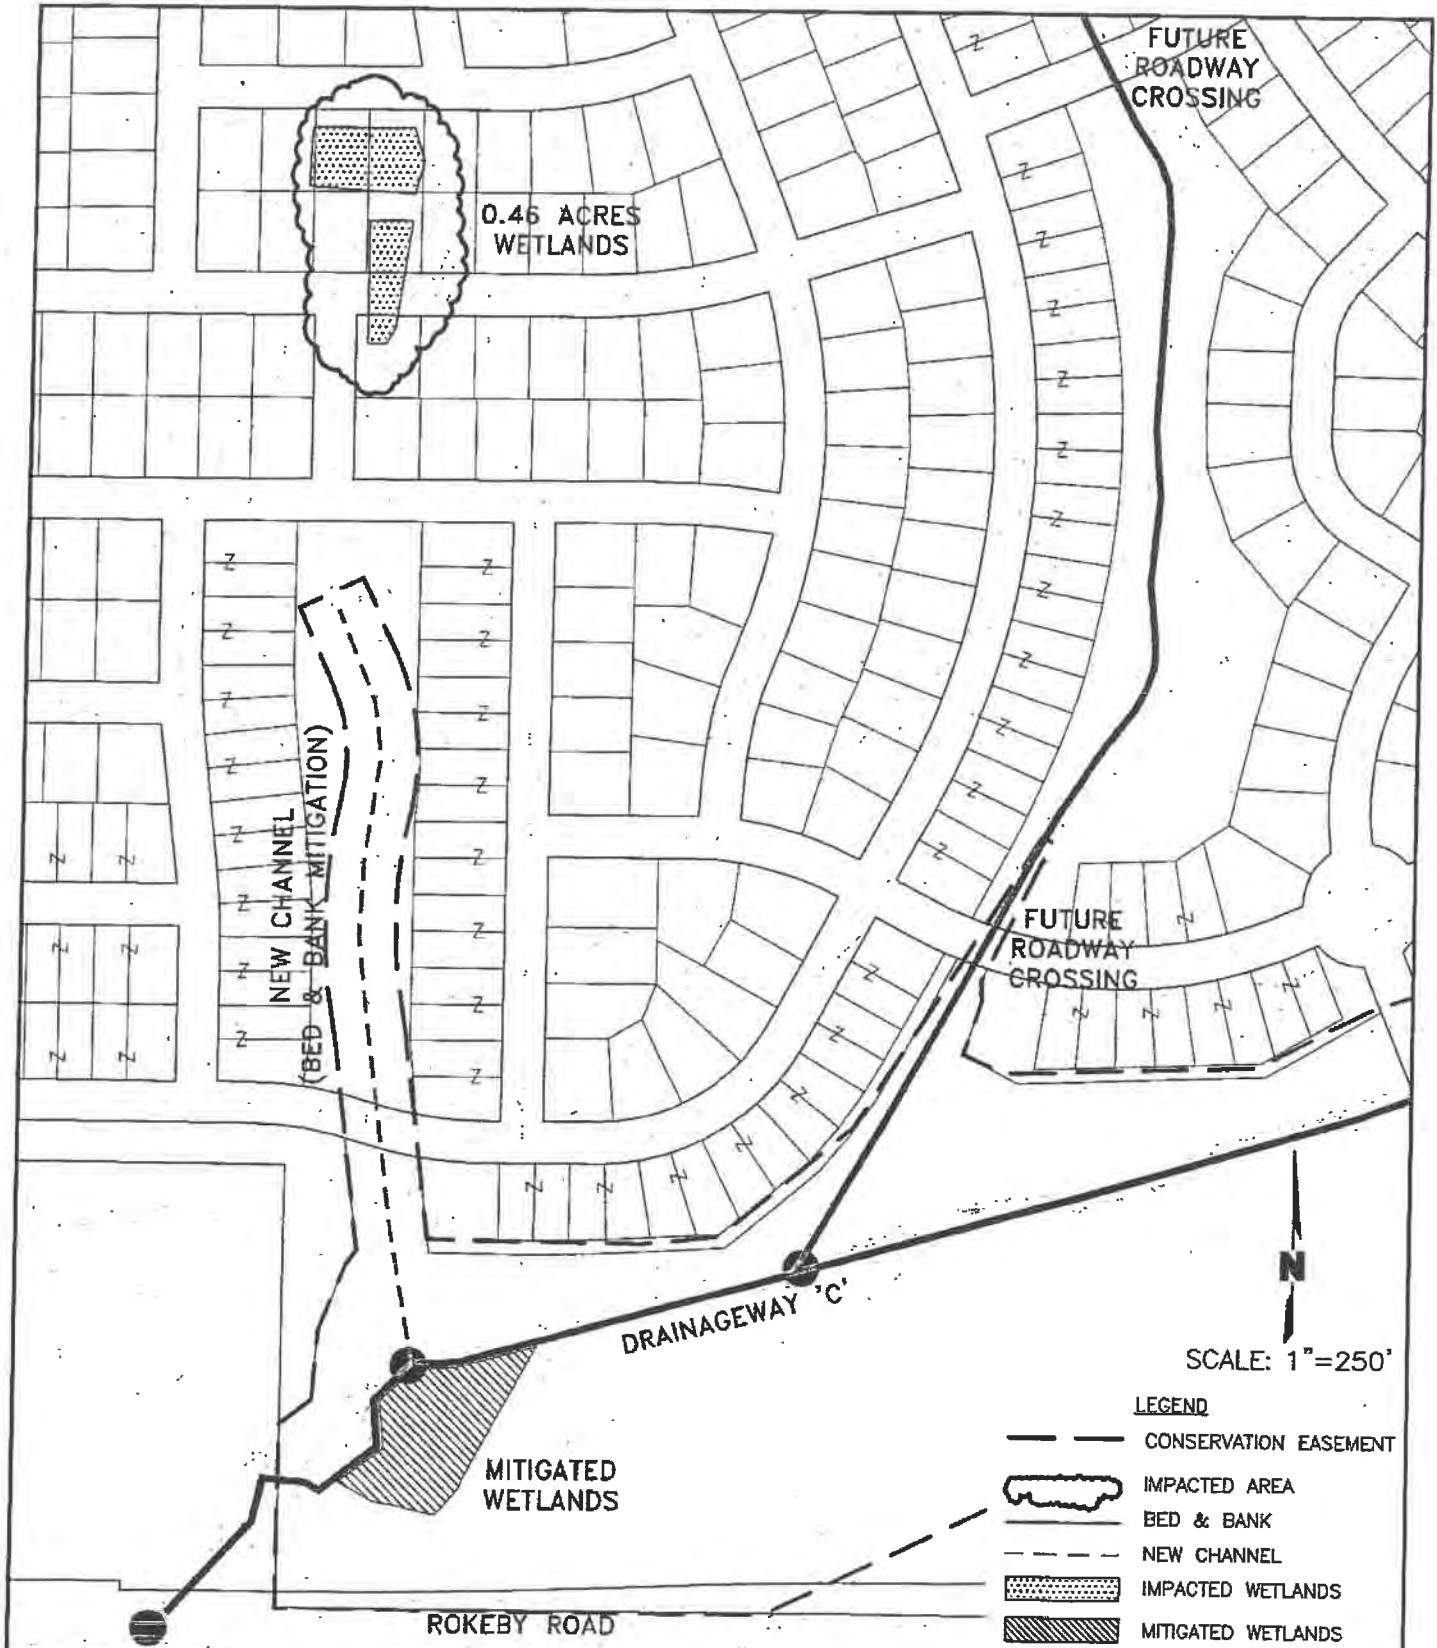 FUTURE
ROADWAY
CROSSING
0.46 ACRES
WETLANDS
NEW CHANNEL
(BED & BANK MITIGATION)
FUTURE
ROADWAY
CROSSING
DRAINAGEWAY 'C'
N
SCALE: 1"=250'
MITIGATED
WETLANDS
ROKEBY ROAD
LEGEND
CONSERVATION EASEMENT
IMPACTED AREA
BED & BANK
NEW CHANNEL
IMPACTED WETLANDS
MITIGATED WETLANDS